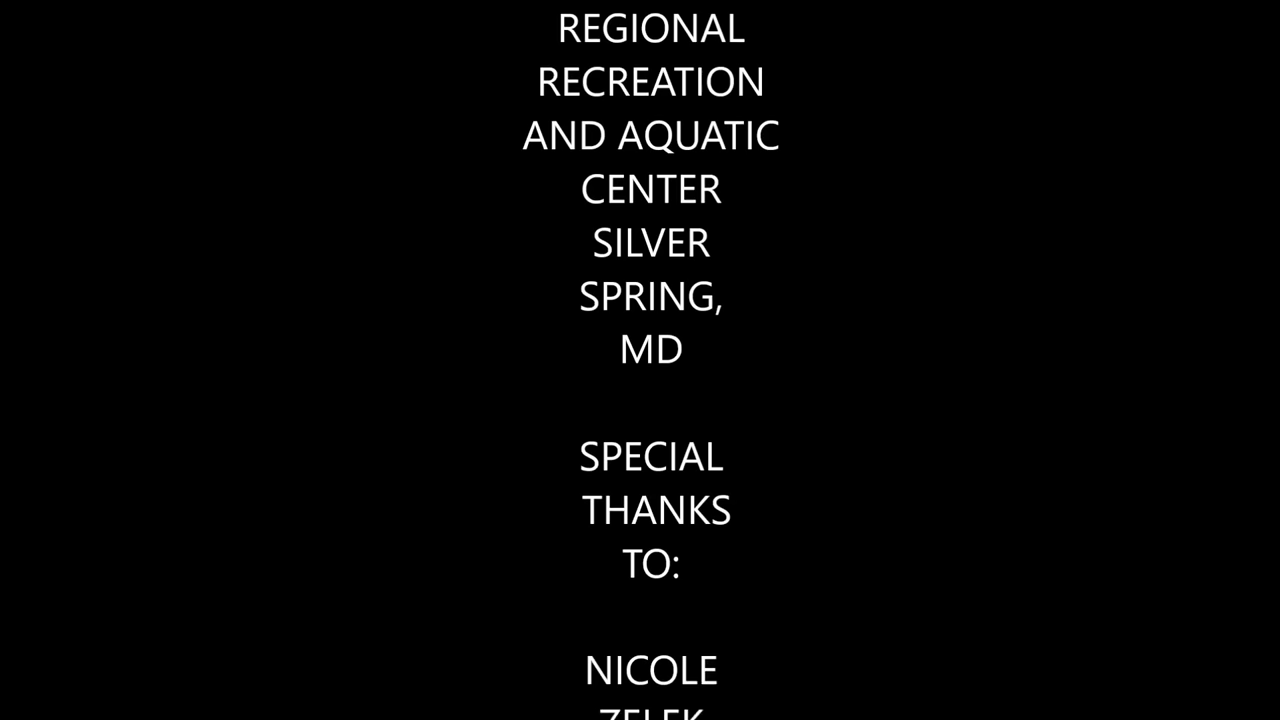 REGIONAL
RECREATION
AND AQUATIC
CENTER
SILVER
SPRING,
MD
SPECIAL
THANKS
TO:
NICOLE
ZELEK